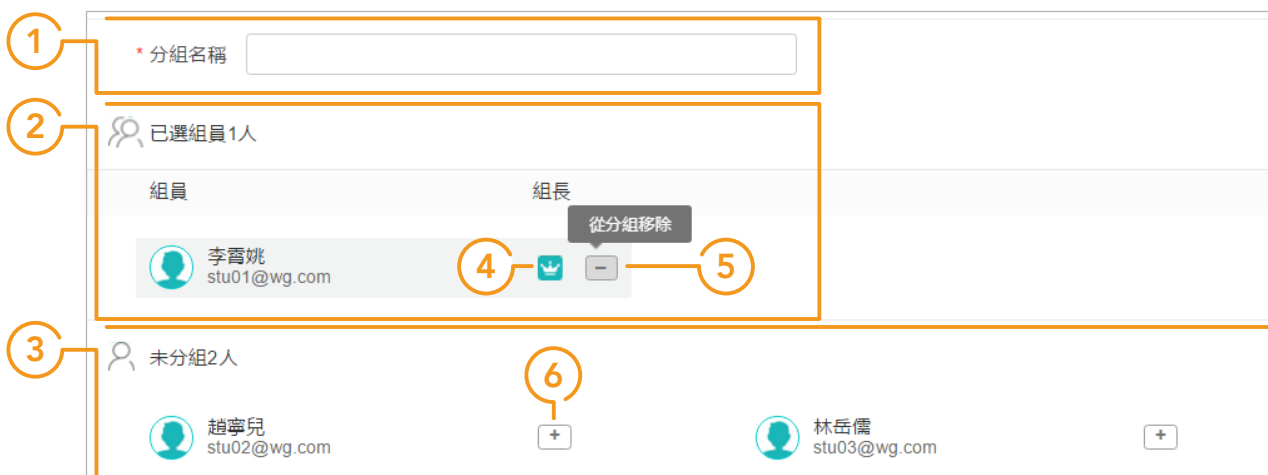 1
* 分組名稱
2
已選組員1人
組員 組長
從分組移除
李霄姚
stu01@wg.com
4
−
5
3
未分組2人
6
趙寧兒
stu02@wg.com
+
林岳儒
stu03@wg.com
+